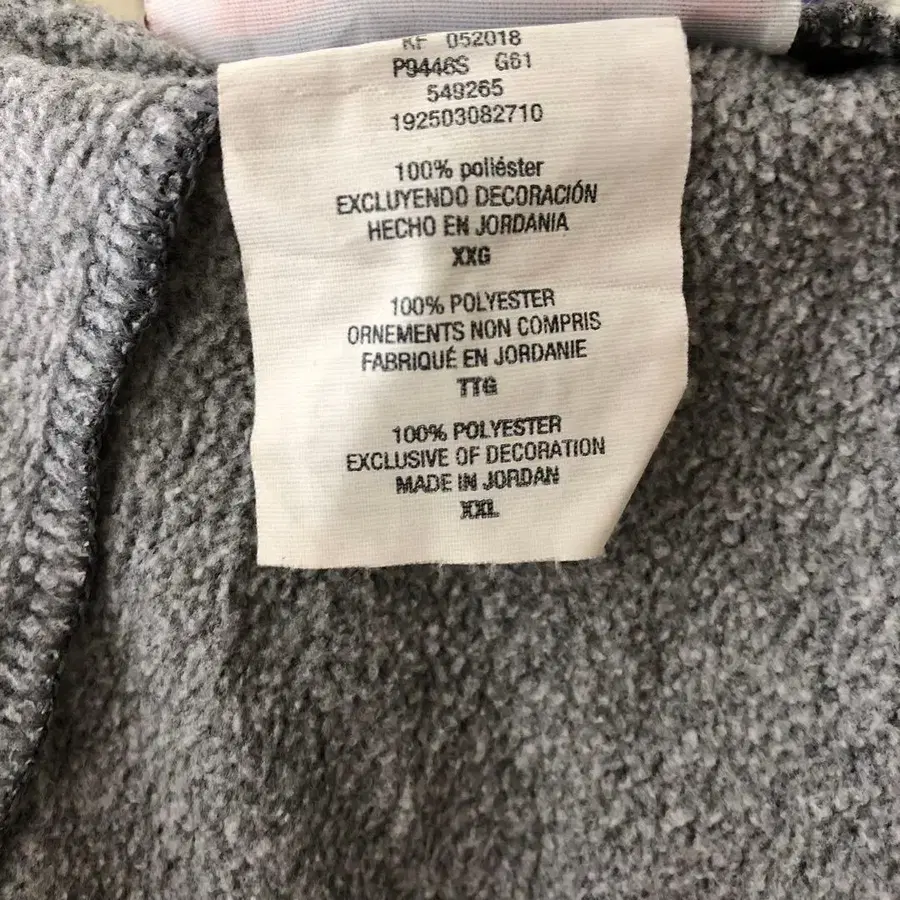 KF 052018
P9446S G61
549265
192503082710
100% poliéster
EXCLUYENDO DECORACIÓN
HECHO EN JORDANIA
XXG
100% POLYESTER
ORNEMENTS NON COMPRIS
FABRIQUÉ EN JORDANIE
TTG
100% POLYESTER
EXCLUSIVE OF DECORATION
MADE IN JORDAN
XXL